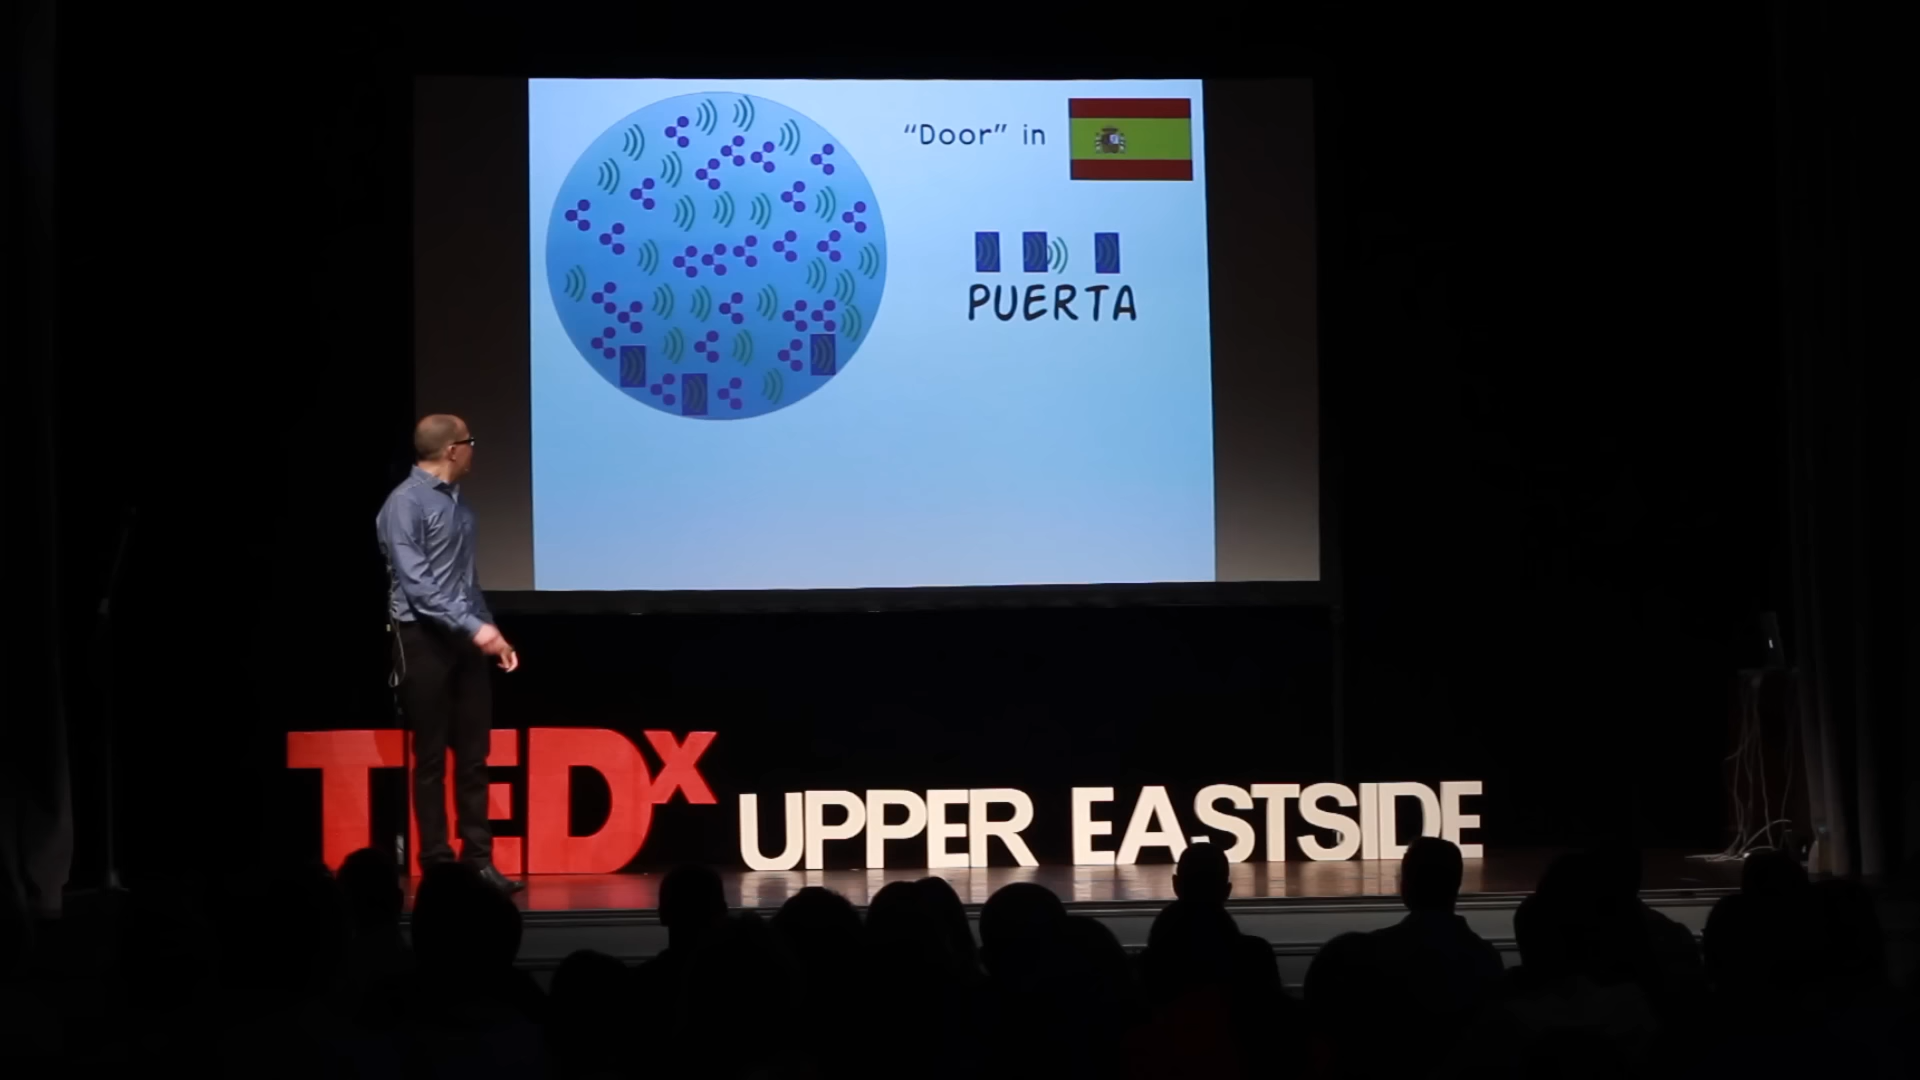 “Door” in
PUERTA
TEDx UPPER EASTSIDE